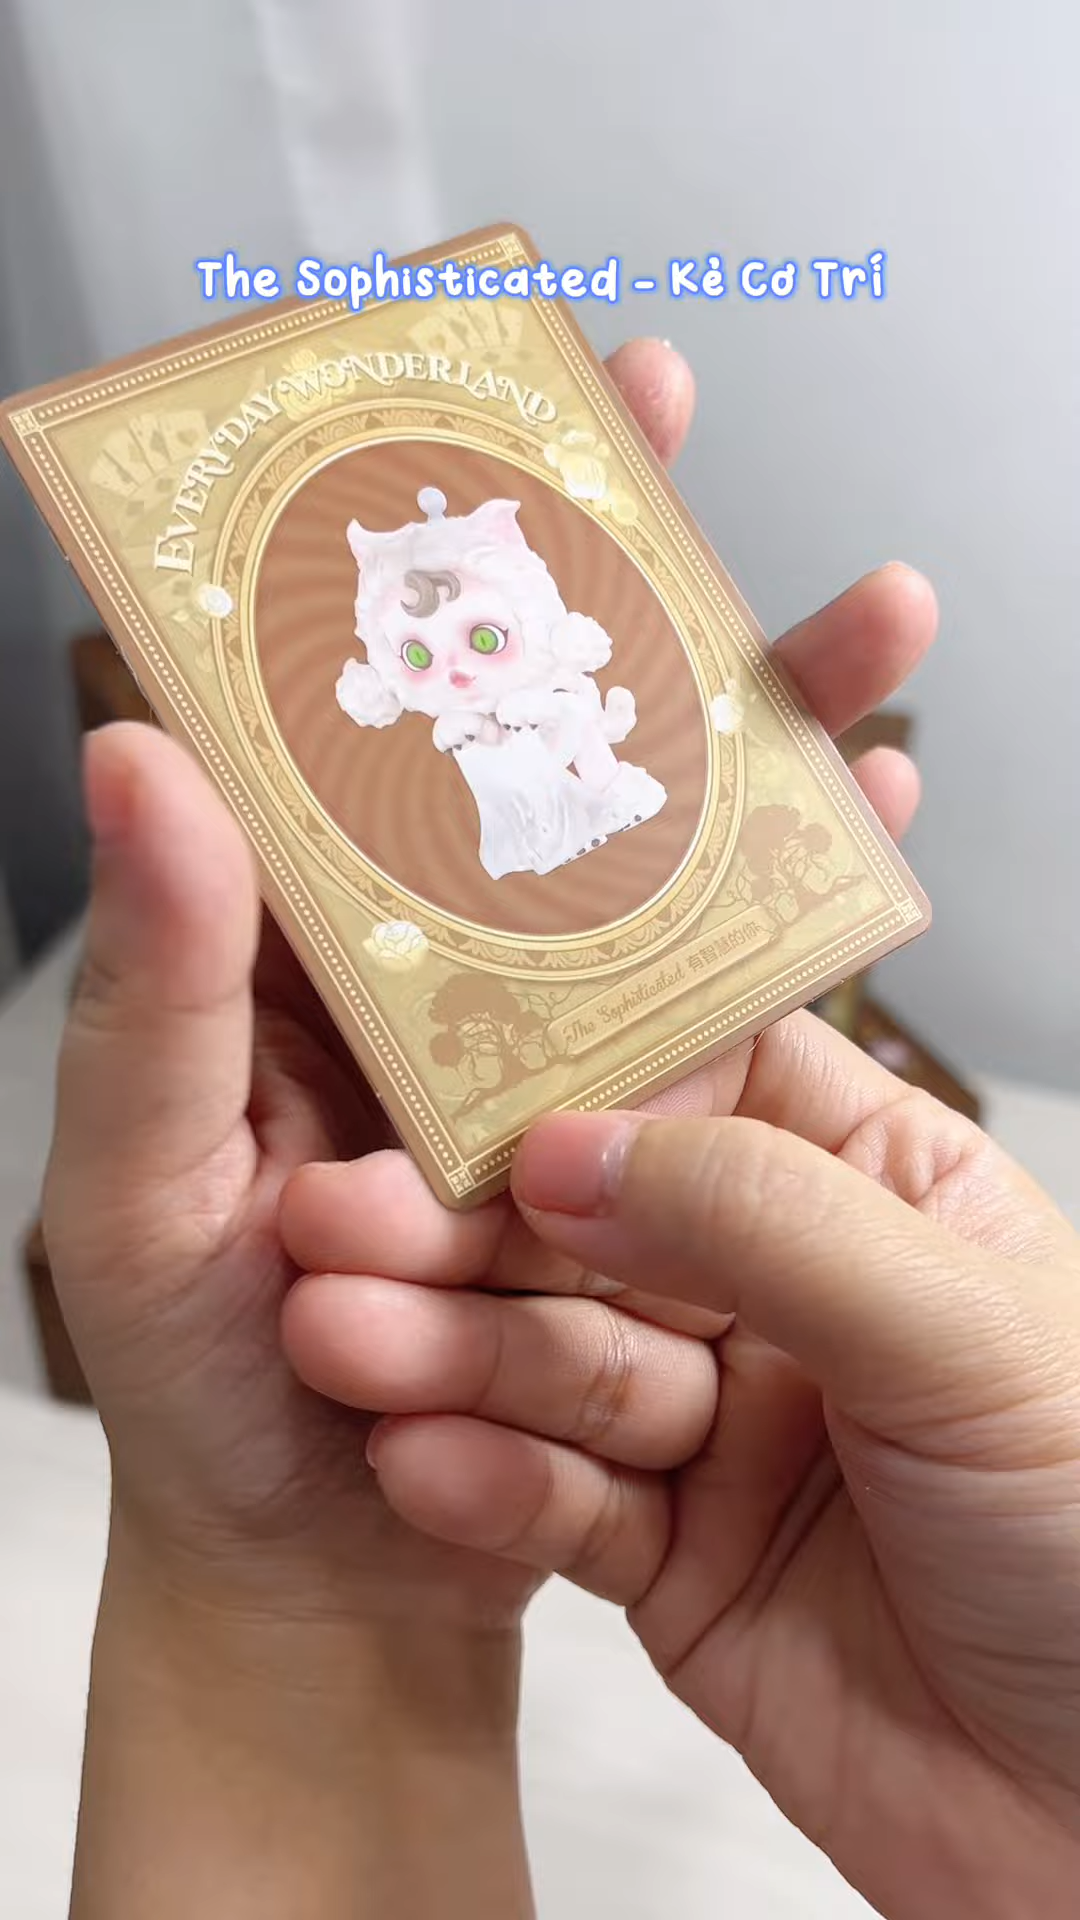 The Sophisticated - Kẻ Cơ Trí
EVERYDAY WONDERLAND
The Sophisticated 有智慧的你